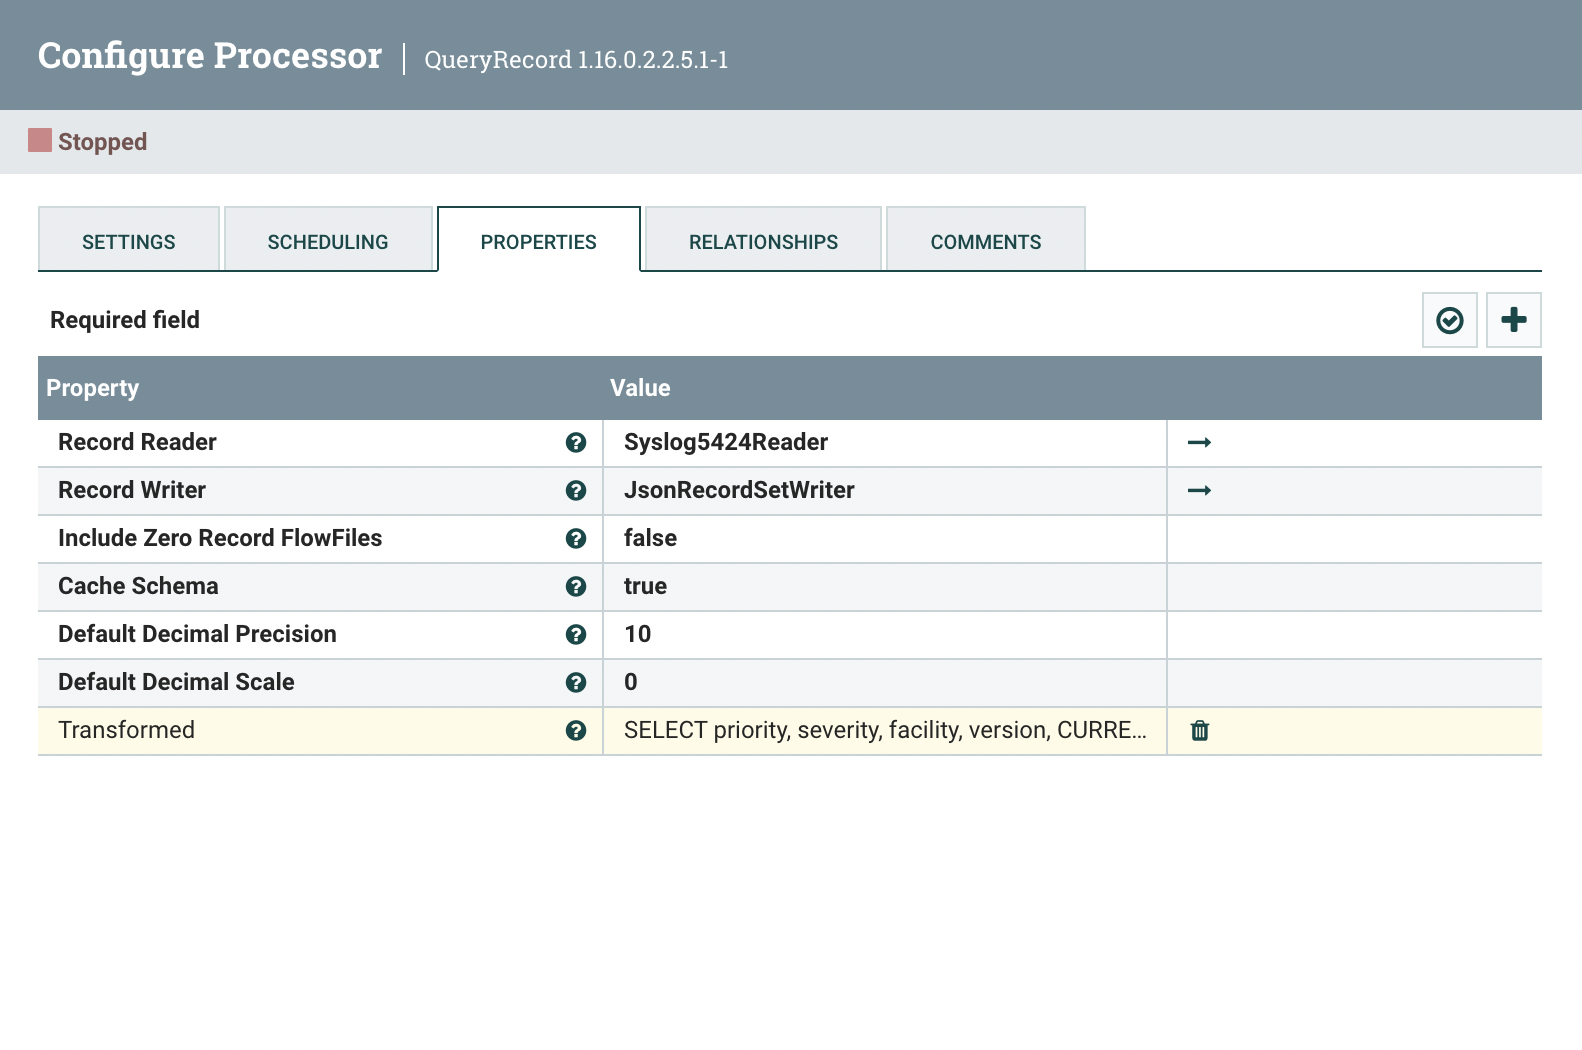 Configure Processor | QueryRecord 1.16.0.2.2.5.1-1
Stopped
SETTINGS SCHEDULING PROPERTIES RELATIONSHIPS COMMENTS
Required field
Property Value
Record Reader Syslog5424Reader
Record Writer JsonRecordSetWriter
Include Zero Record FlowFiles false
Cache Schema true
Default Decimal Precision 10
Default Decimal Scale 0
Transformed SELECT priority, severity, facility, version, CURRE...